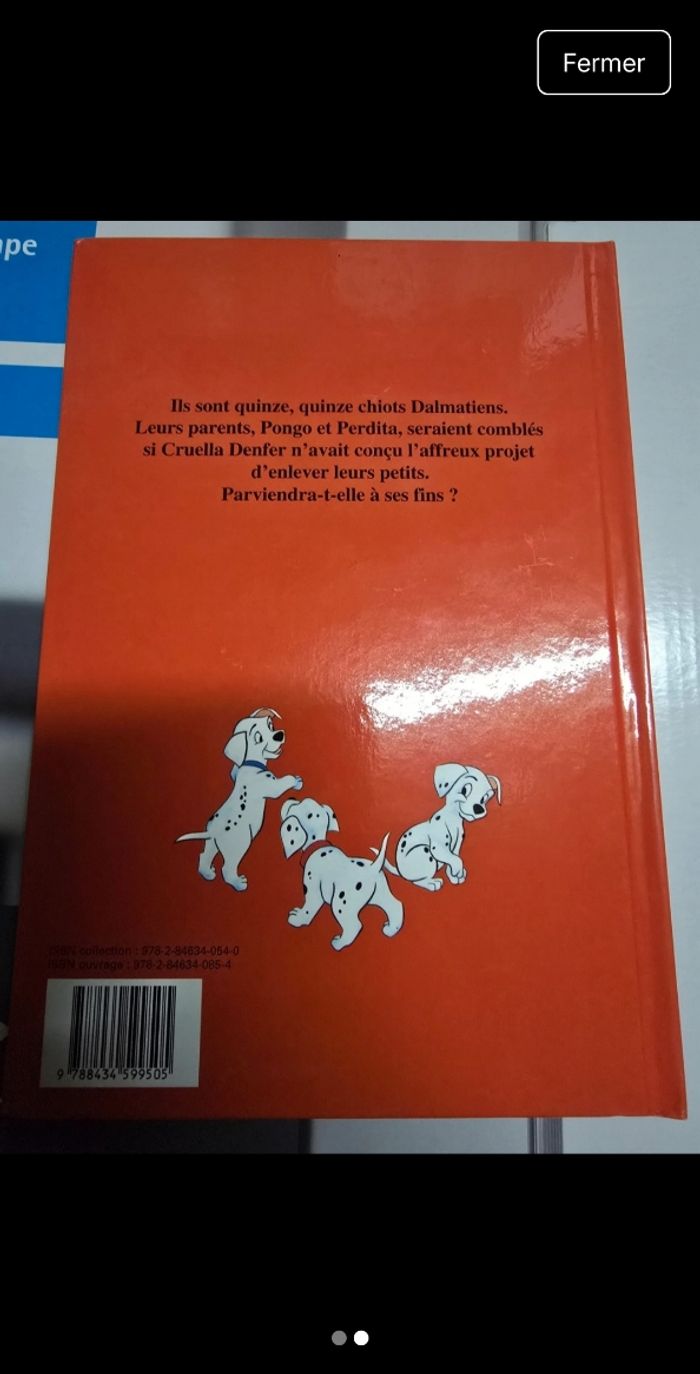 Fermer
Ils sont quinze, quinze chiots Dalmatiens.
Leurs parents, Pongo et Perdita, seraient comblés
si Cruella Denfer n'avait conçu l'affreux projet
d'enlever leurs petits.
Parviendra-t-elle à ses fins ?
ISBN collection : 978-2-84634-054-0
ISBN ouvrage : 978-2-84634-085-4
9 788434 599505